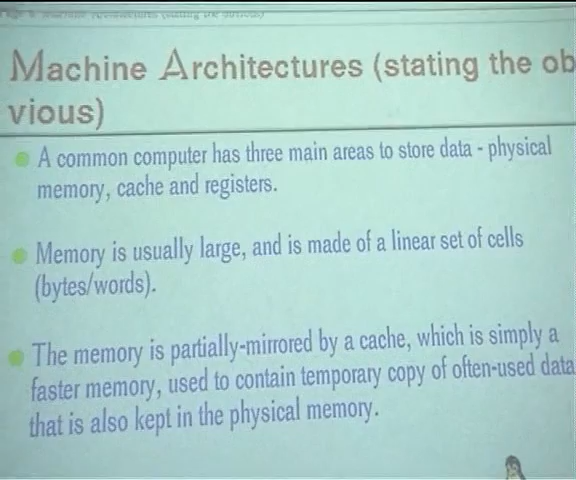 Machine Architectures (stating the ob
vious)
A common computer has three main areas to store data - physical
memory, cache and registers.
Memory is usually large, and is made of a linear set of cells
(bytes/words).
The memory is partially-mirrored by a cache, which is simply a
faster memory, used to contain temporary copy of often-used data
that is also kept in the physical memory.